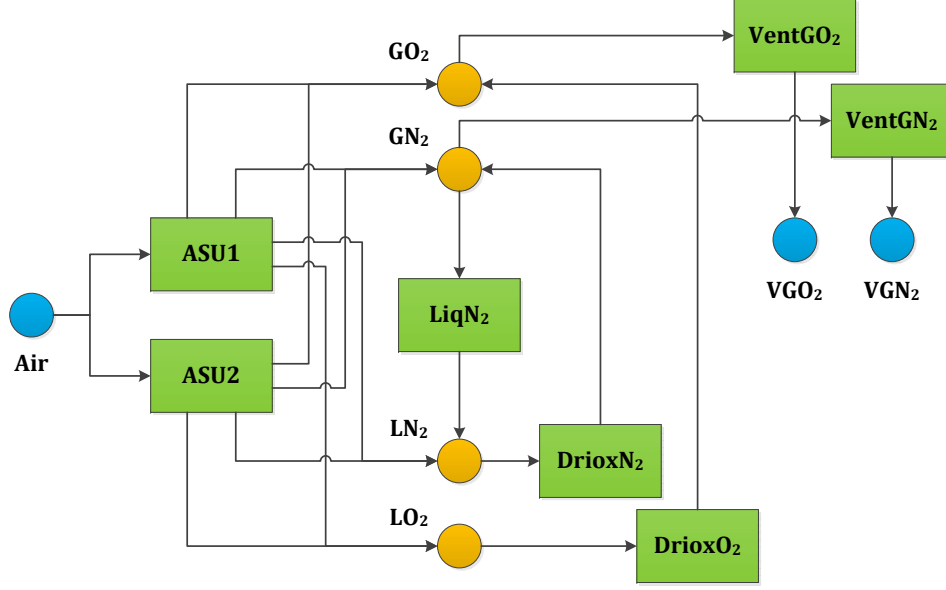 VentGO₂
GO₂
VentGN₂
GN₂
ASU1
VGO₂
VGN₂
LiqN₂
Air
ASU2
LN₂
DrioxN₂
LO₂
DrioxO₂